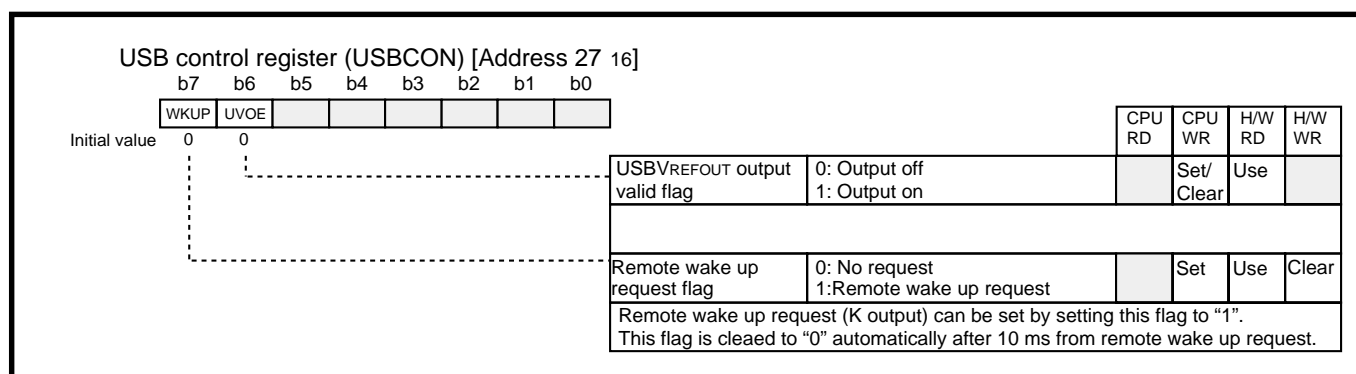 USB control register (USBCON) [Address 27 16]
b7 b6 b5 b4 b3 b2 b1 b0
WKUP UVOE
Initial value 0 0
CPU RD CPU WR H/W RD H/W WR
USBVREFOUT output valid flag
0: Output off
1: Output on
Set/
Clear
Use
Remote wake up
request flag
0: No request
1:Remote wake up request
Set Use Clear
Remote wake up request (K output) can be set by setting this flag to “1”.
This flag is cleaed to “0” automatically after 10 ms from remote wake up request.